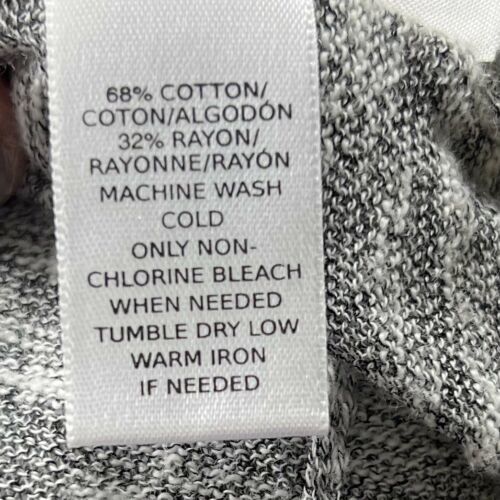 68% COTTON/
COTON/ALGODÓN
32% RAYON/
RAYONNE/RAYÓN
MACHINE WASH
COLD
ONLY NON-
CHLORINE BLEACH
WHEN NEEDED
TUMBLE DRY LOW
WARM IRON
IF NEEDED